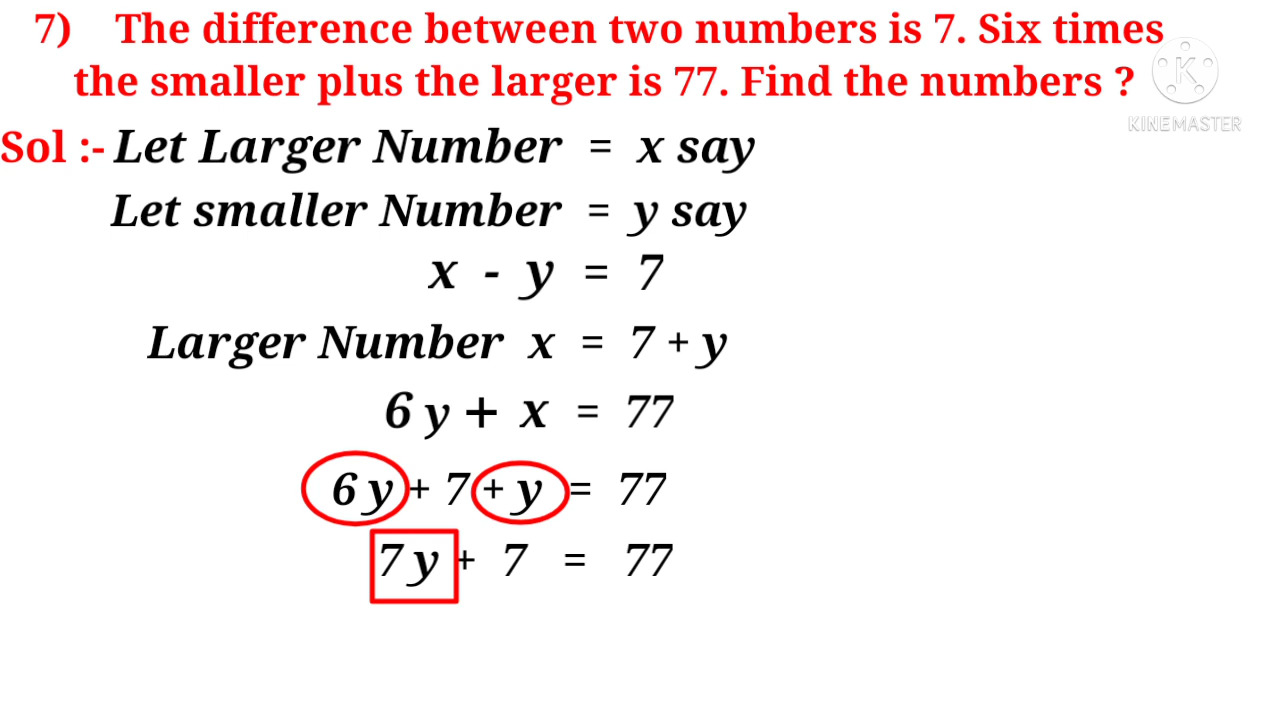 7) The difference between two numbers is 7. Six times
the smaller plus the larger is 77. Find the numbers ?
KINEMASTER
Sol :- Let Larger Number = x say
Let smaller Number = y say
x - y = 7
Larger Number x = 7 + y
6 y + x = 77
6 y + 7 + y = 77
7 y + 7 = 77